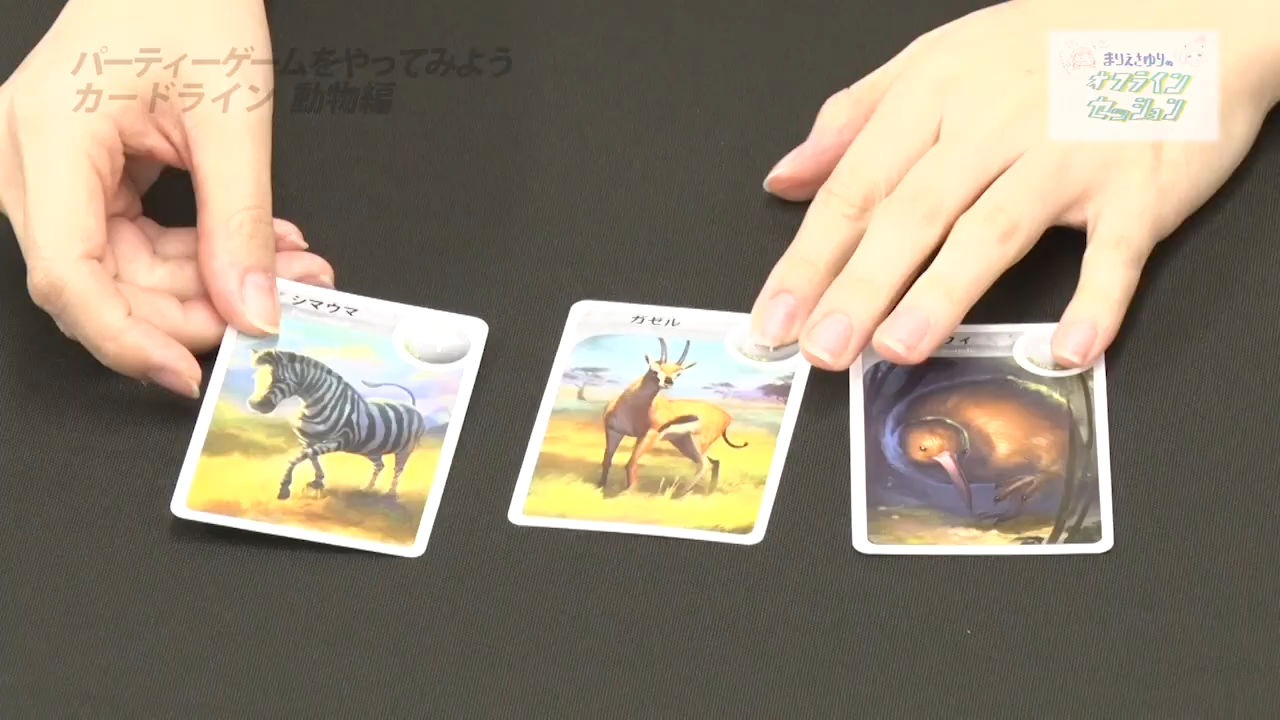 パーティーゲームをやってみよう
カードライン 動物編
まりえさゆりの
オフライン
セッション
シマウマ
ガゼル
ウイ